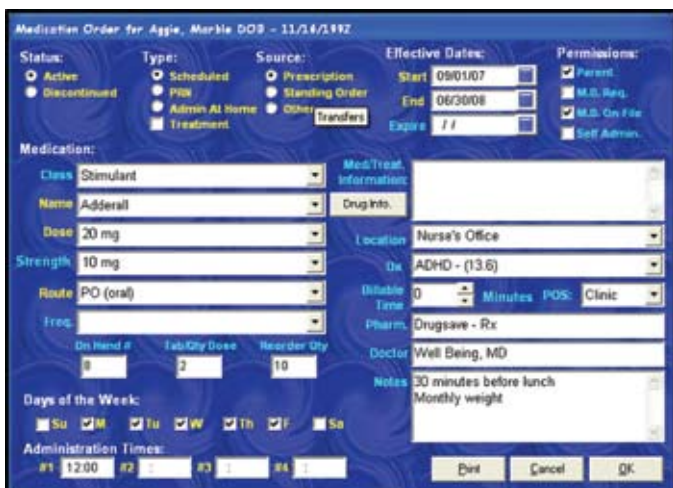 Medication Order for Aggie, Marble DOB - 11/14/1992
Status: Type: Source: Effective Dates: Permissions:
Active Scheduled Prescription Start 09/01/07 Parent
Discontinued PRN Standing Order End 06/30/08 M.D. Req.
Admin At Home Other Transfers Expire / / M.D. On File
Treatment Self Admin.
Medication:
Class Stimulant Med/Treat. Information:
Name Adderall Drug Info.
Dose 20 mg Location Nurse's Office
Strength 10 mg Dx ADHD - (13.6)
Route PO (oral) Billable Time 0 Minutes POS: Clinic
Freq. Pharm. Drugsave - Rx
On Hand # Tab/Qty Dose Reorder Qty Doctor Well Being, MD
8 2 10
Notes 30 minutes before lunch
Monthly weight
Days of the Week:
Su M Tu W Th F Sa
Administration Times:
#1 12:00 #2 : #3 : #4 : Print Cancel OK